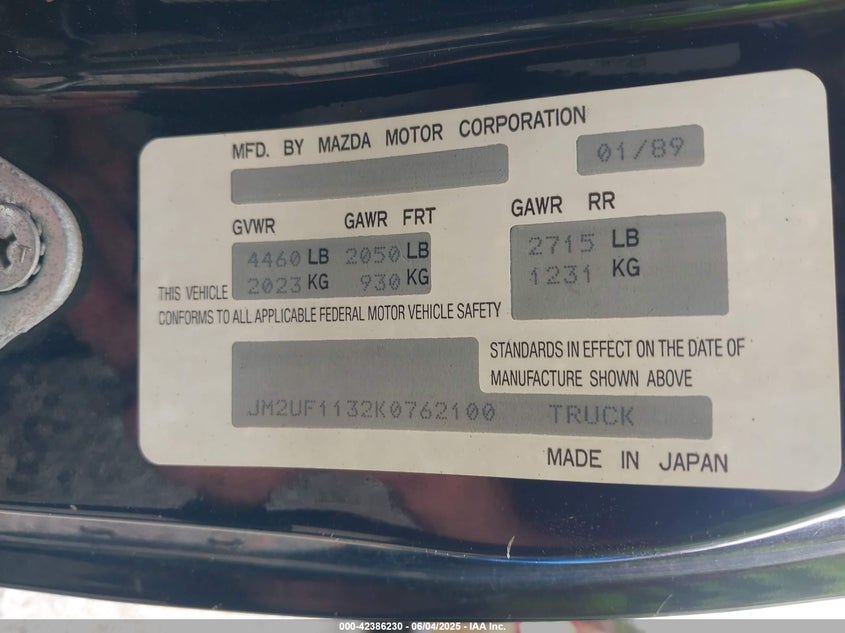 MFD. BY MAZDA MOTOR CORPORATION
01/89
GVWR GAWR FRT GAWR RR
4460 LB 2050 LB 2715 LB
2023 KG 930 KG 1231 KG
THIS VEHICLE
CONFORMS TO ALL APPLICABLE FEDERAL MOTOR VEHICLE SAFETY
STANDARDS IN EFFECT ON THE DATE OF
MANUFACTURE SHOWN ABOVE
JM2UF1132K0762100 TRUCK
MADE IN JAPAN
000-42386230 - 06/04/2025 - IAA Inc.